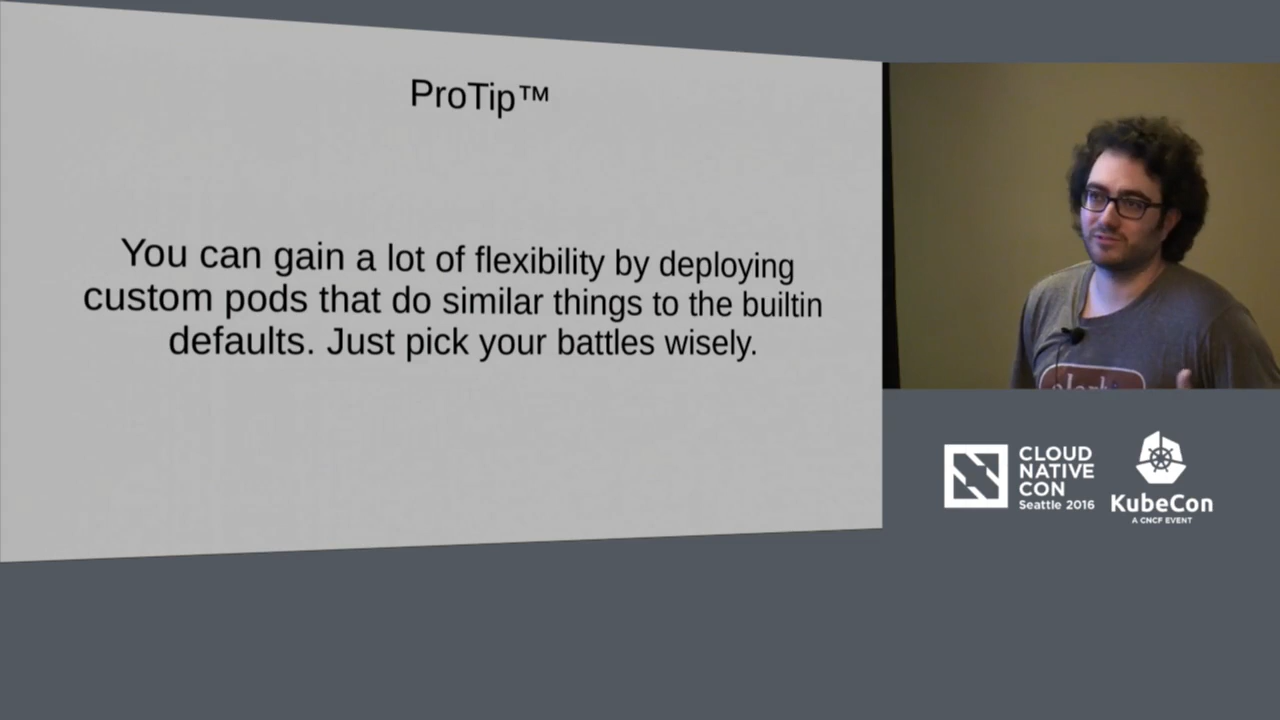 ProTip™
You can gain a lot of flexibility by deploying
custom pods that do similar things to the builtin
defaults. Just pick your battles wisely.
CLOUD
NATIVE
CON
Seattle 2016
KubeCon
A CNCF EVENT